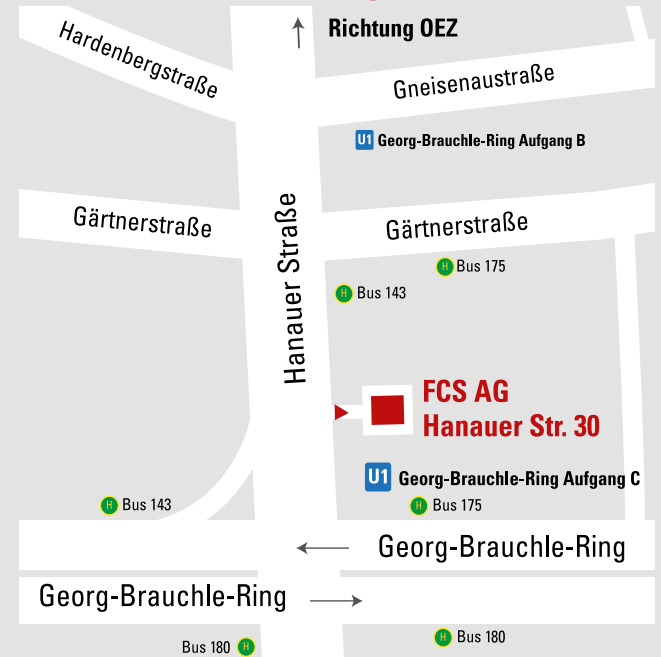 Richtung OEZ
Hardenbergstraße
Gneisenaustraße
U1 Georg-Brauchle-Ring Aufgang B
Gärtnerstraße
Hanauer Straße
Gärtnerstraße
H Bus 175
H Bus 143
FCS AG
Hanauer Str. 30
U1 Georg-Brauchle-Ring Aufgang C
H Bus 143
H Bus 175
Georg-Brauchle-Ring
Georg-Brauchle-Ring
Bus 180 H
H Bus 180